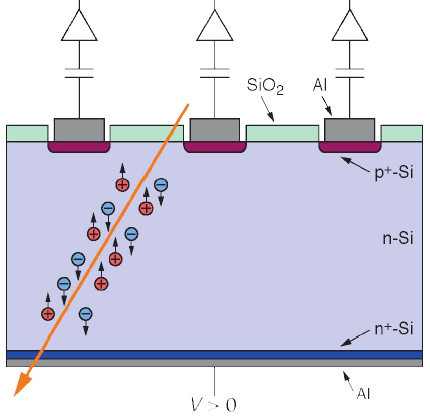 SiO₂
Al
p⁺-Si
n-Si
n⁺-Si
Al
V > 0